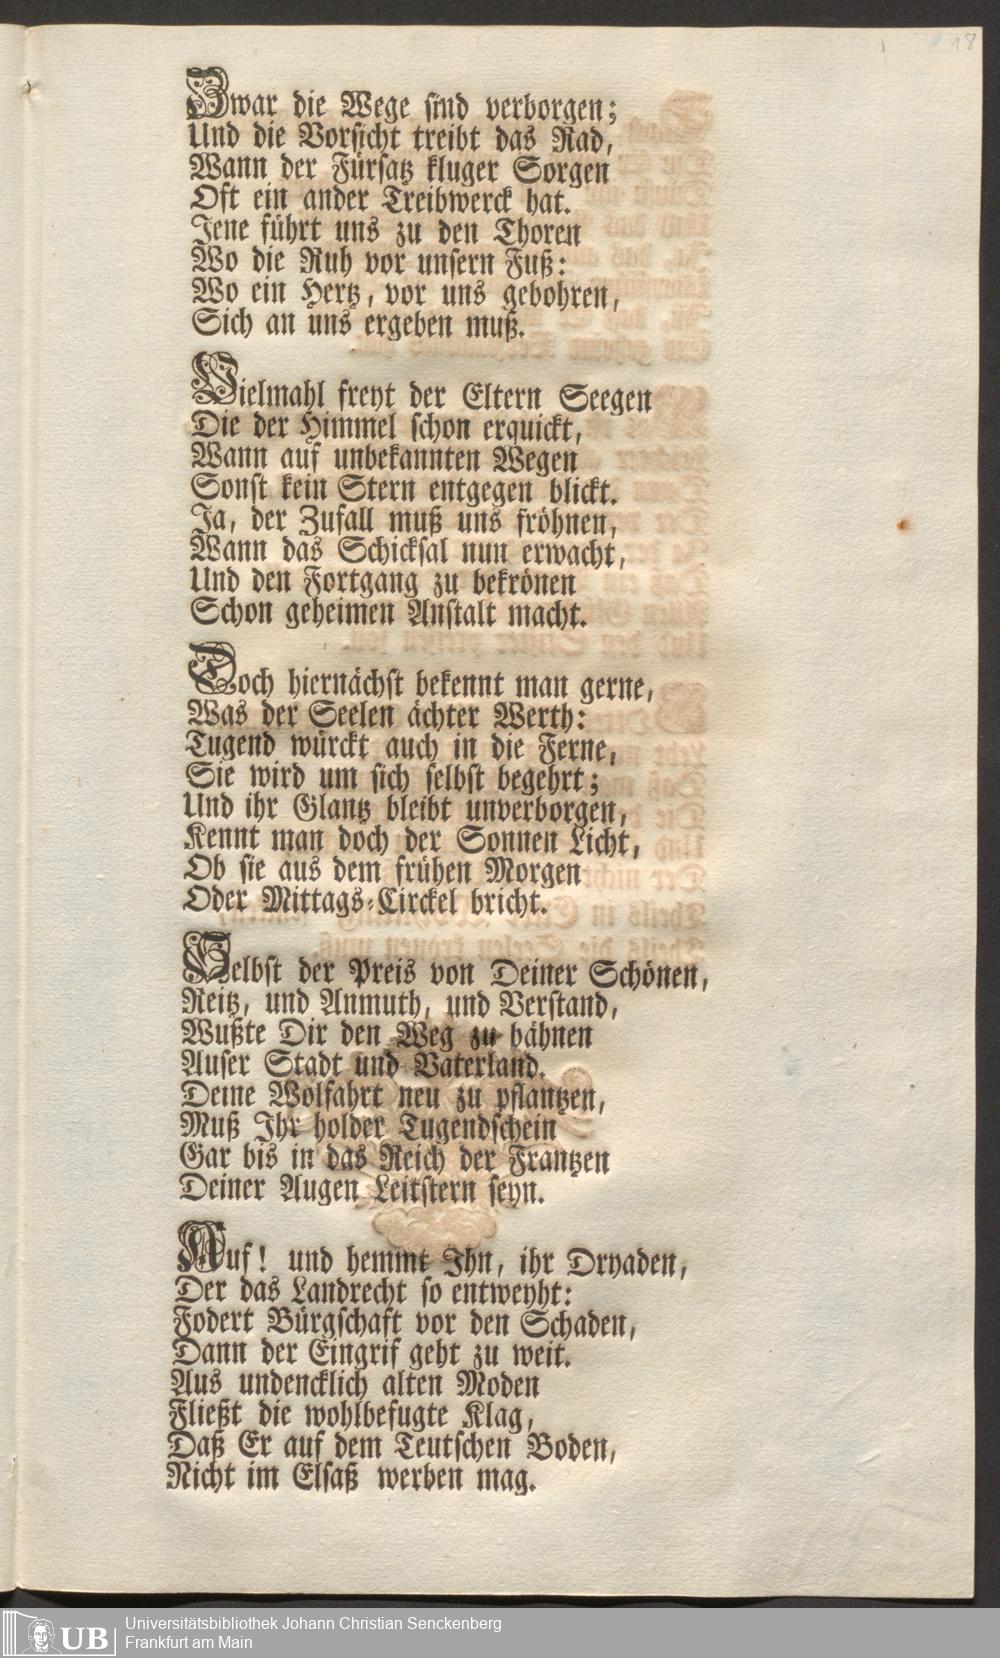 18
Zwar die Wege sind verborgen;
Und die Vorsicht treibt das Rad,
Wann der Fürsatz kluger Sorgen
Oft ein ander Treibwerck hat.
Jene führt uns zu den Thoren
Wo die Ruh vor unsern Fuß:
Wo ein Hertz, vor uns gebohren,
Sich an uns ergeben muß.
Vielmahl freyt der Eltern Seegen
Die der Himmel schon erquickt,
Wann auf unbekannten Wegen
Sonst kein Stern entgegen blickt.
Ja, der Zufall muß uns fröhnen,
Wann das Schicksal nun erwacht,
Und den Fortgang zu bekrönen
Schon geheimen Anstalt macht.
Doch hiernächst bekennt man gerne,
Was der Seelen ächter Werth:
Tugend würckt auch in die Ferne,
Sie wird um sich selbst begehrt;
Und ihr Glantz bleibt unverborgen,
Kennt man doch der Sonnen Licht,
Ob sie aus dem frühen Morgen
Oder Mittags-Circkel bricht.
Selbst der Preis von Deiner Schönen,
Reitz, und Anmuth, und Verstand,
Wußte Dir den Weg zu bähnen
Auser Stadt und Vaterland.
Deine Wolfahrt neu zu pflantzen,
Muß Ihr holder Tugendschein
Gar bis in das Reich der Frantzen
Deiner Augen Leitstern seyn.
Auf! und hemmt Ihn, ihr Dryaden,
Der das Landrecht so entweyht:
Fodert Bürgschaft vor den Schaden,
Dann der Eingrif geht zu weit.
Aus undencklich alten Moden
Fließt die wohlbefugte Klag,
Daß Er auf dem Teutschen Boden,
Nicht im Elsaß werben mag.
UB
Universitätsbibliothek Johann Christian Senckenberg
Frankfurt am Main